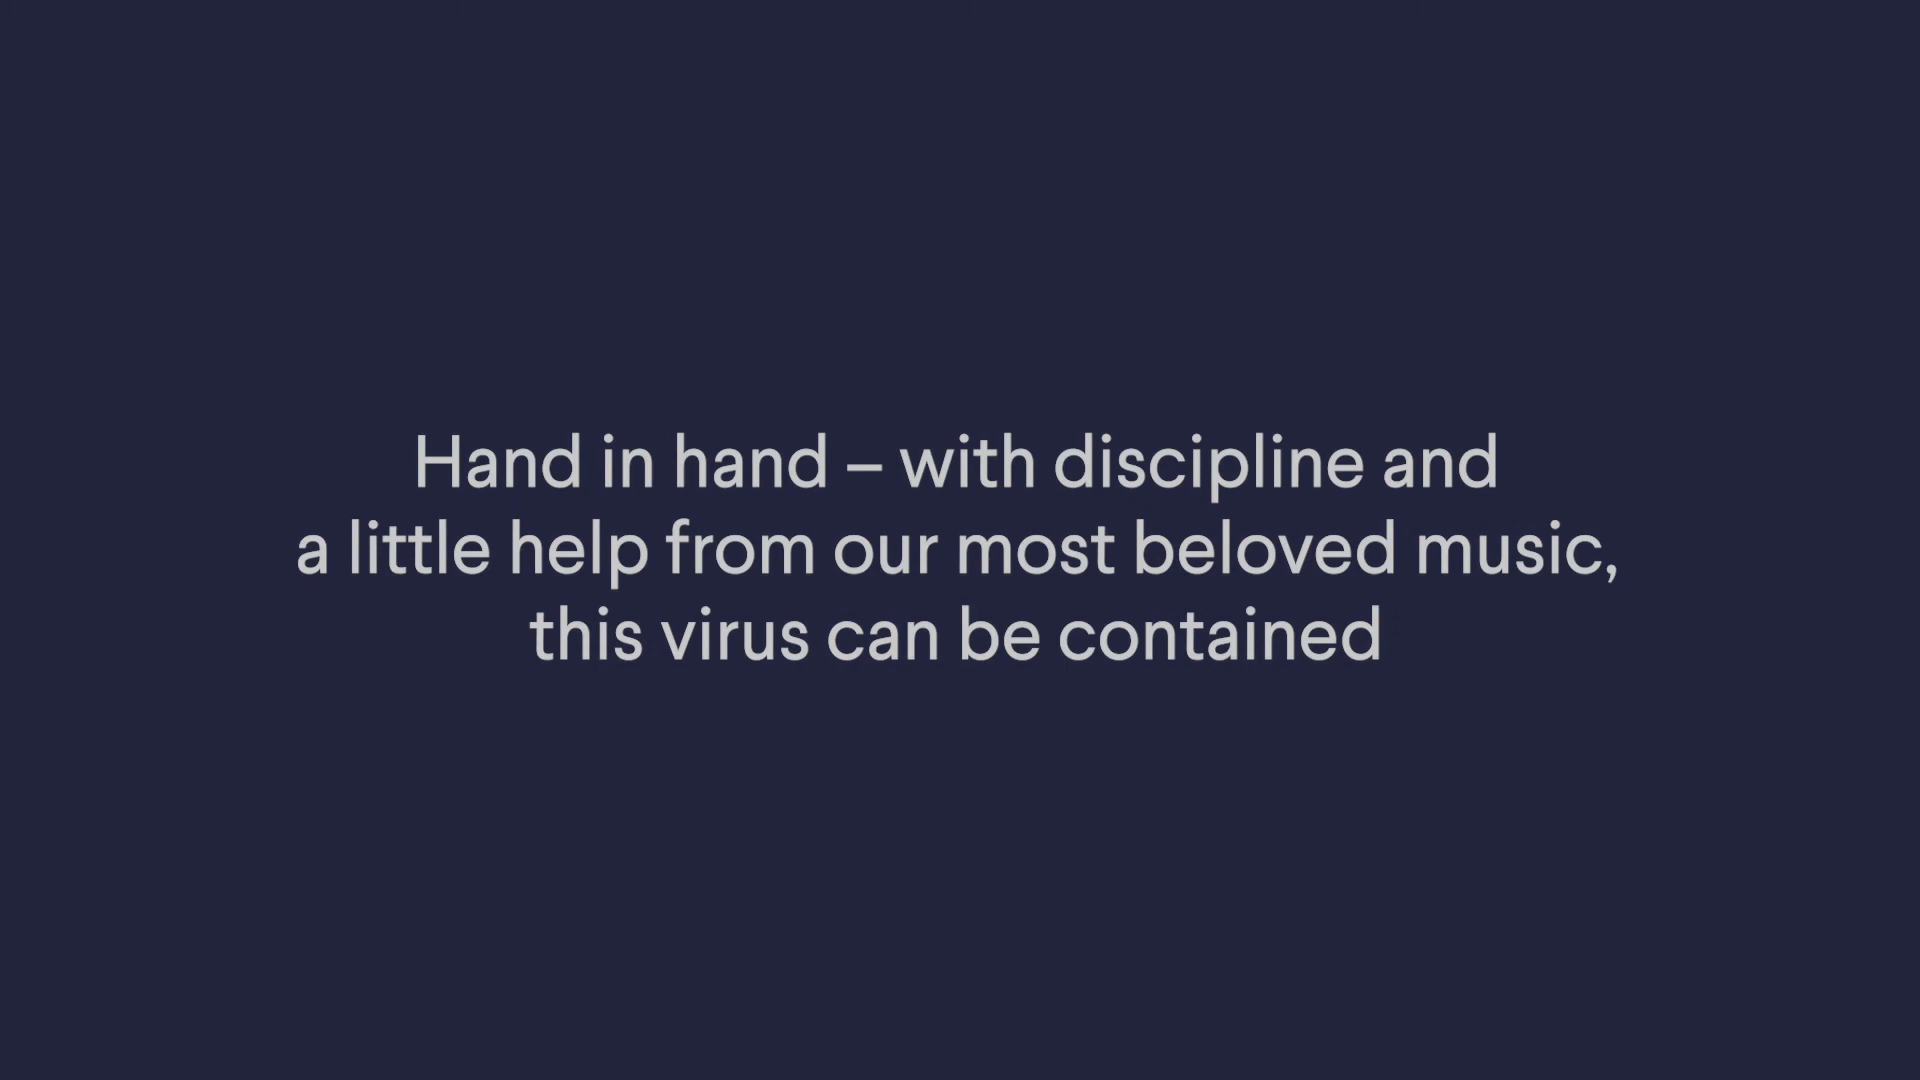 Hand in hand – with discipline and
a little help from our most beloved music,
this virus can be contained